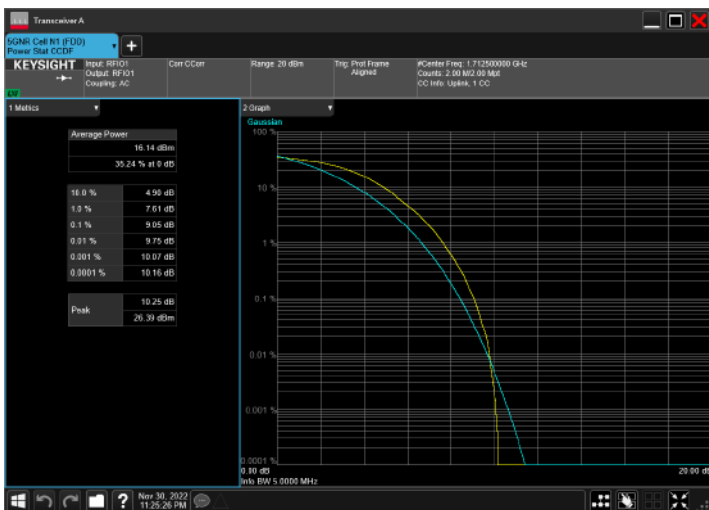 Transceiver A
5GNR Cell N1 (FDD)
Power Stat CCDF
KEYSIGHT
Input: RFIO1
Output: RFIO1
Coupling: AC
Corr CCorr
Range: 20 dBm
Trig: Prot Frame
Aligned
#Center Freq: 1.712500000 GHz
Counts: 2.00 M/2.00 Mpt
CC Info: Uplink, 1 CC
1 Metrics
Average Power
16.14 dBm
35.24 % at 0 dB
10.0 % 4.90 dB
1.0 % 7.61 dB
0.1 % 9.05 dB
0.01 % 9.75 dB
0.001 % 10.07 dB
0.0001 % 10.16 dB
Peak
10.25 dB
26.39 dBm
2 Graph
Gaussian
100 %
10 %
1 %
0.1 %
0.01 %
0.001 %
0.0001 %
0.00 dB
20.00 dB
Info BW 5.0000 MHz
Nov 30, 2022
11:25:26 PM